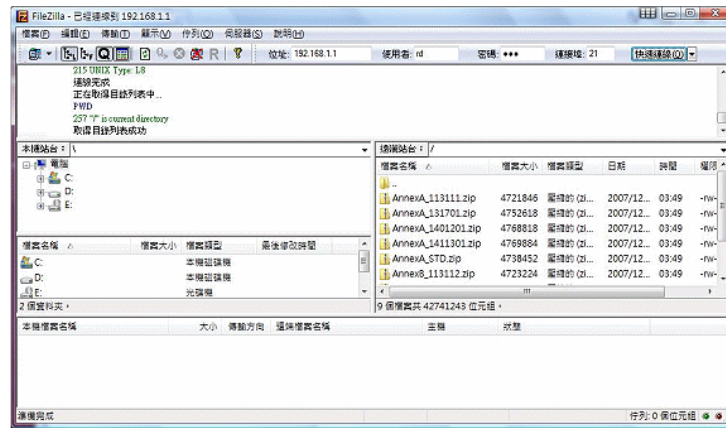 FileZilla - 已經連線到 192.168.1.1
檔案(F) 編輯(E) 傳輸(T) 顯示(V) 佇列(Q) 伺服器(S) 說明(H)
位址: 192.168.1.1 使用者: rd 密碼: ●●● 連接埠: 21 快速連線(Q)
215 UNIX Type: L8
連線完成
正在取得目錄列表中...
PWD
257 "/" is current directory
取得目錄列表成功
本機站台: \
電腦
C:
D:
E:
檔案名稱 檔案大小 檔案類型 最後修改時間
C: 本機磁碟機
D: 本機磁碟機
E: 光碟機
2 個資料夾。
遠端站台: /
檔案名稱 檔案大小 檔案類型 日期 時間 權限
..
AnnexA_113111.zip 4721846 壓縮的 (zi... 2007/12... 03:49 -rw-
AnnexA_131701.zip 4752618 壓縮的 (zi... 2007/12... 03:49 -rw-
AnnexA_1401201.zip 4768818 壓縮的 (zi... 2007/12... 03:49 -rw-
AnnexA_1411301.zip 4769884 壓縮的 (zi... 2007/12... 03:49 -rw-
AnnexA_STD.zip 4738452 壓縮的 (zi... 2007/12... 03:49 -rw-
AnnexB_113112.zip 4723224 壓縮的 (zi... 2007/12... 03:49 -rw-
9 個檔案共 42741243 位元組。
本機檔案名稱 大小 傳輸方向 遠端檔案名稱 主機 狀態
準備完成 佇列: 0 個位元組